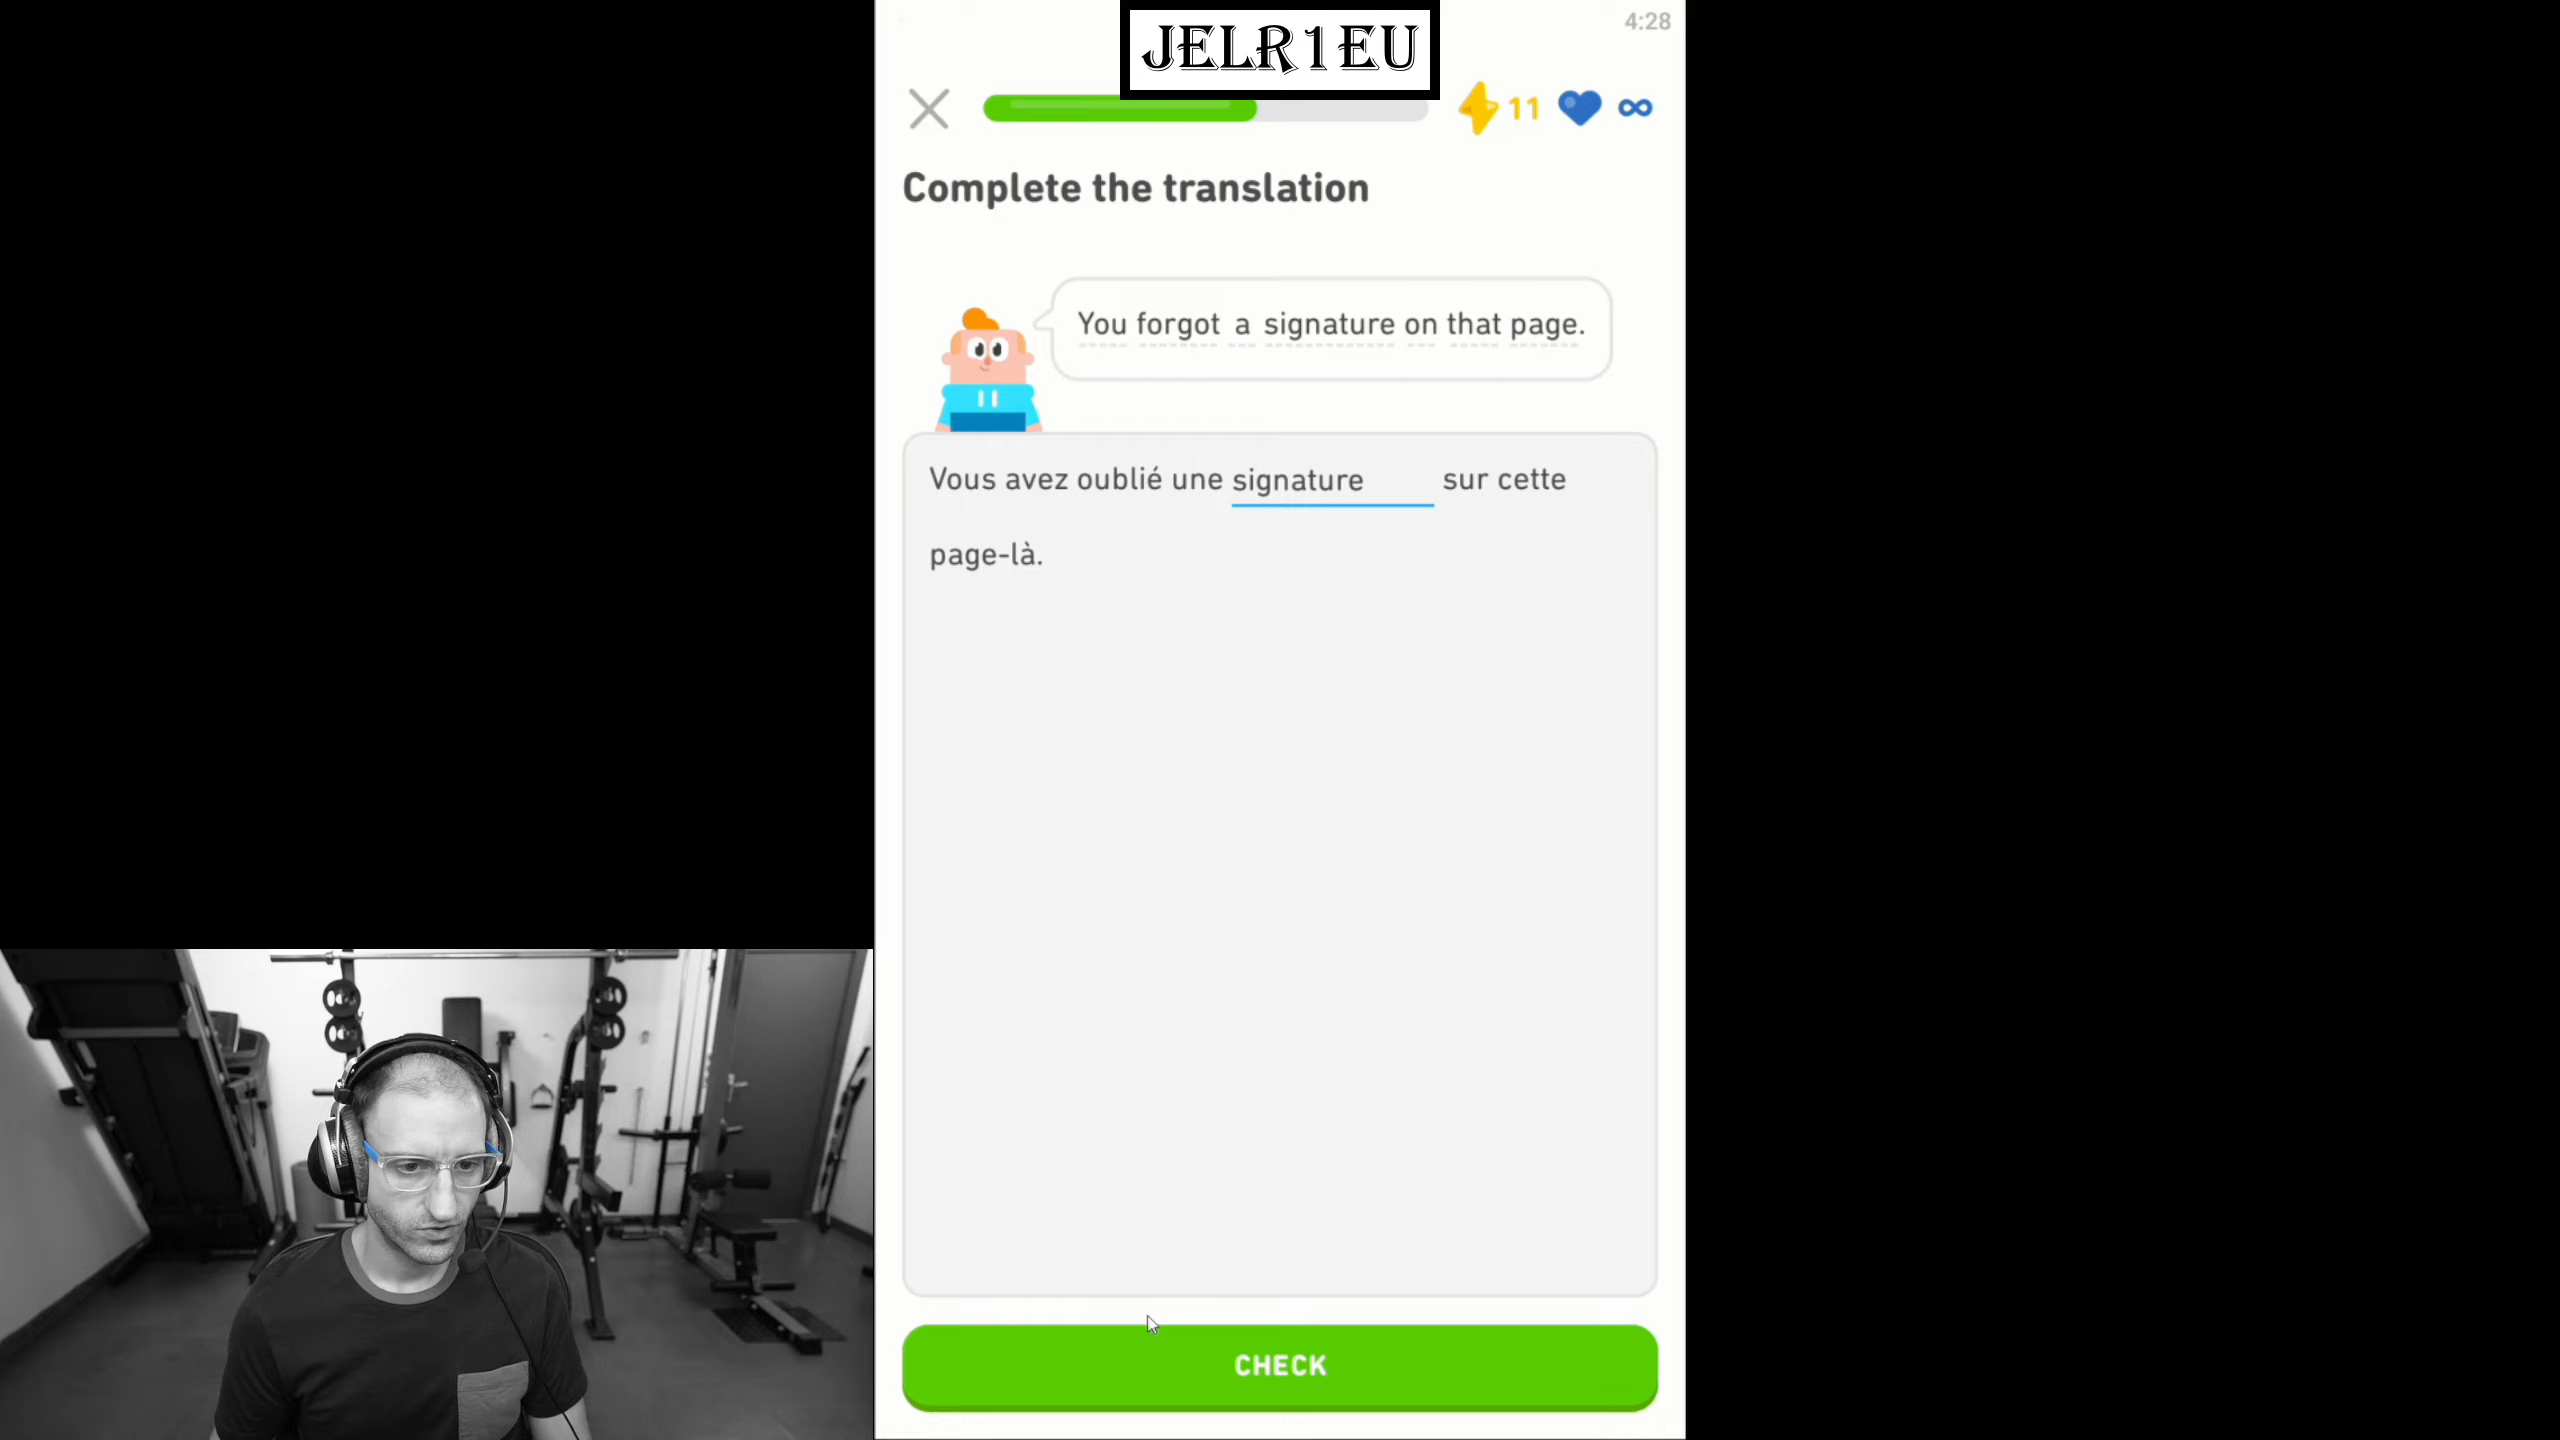 JELR1EU
4:28
11 ∞
Complete the translation
You forgot a signature on that page.
Vous avez oublié une signature sur cette
page-là.
CHECK